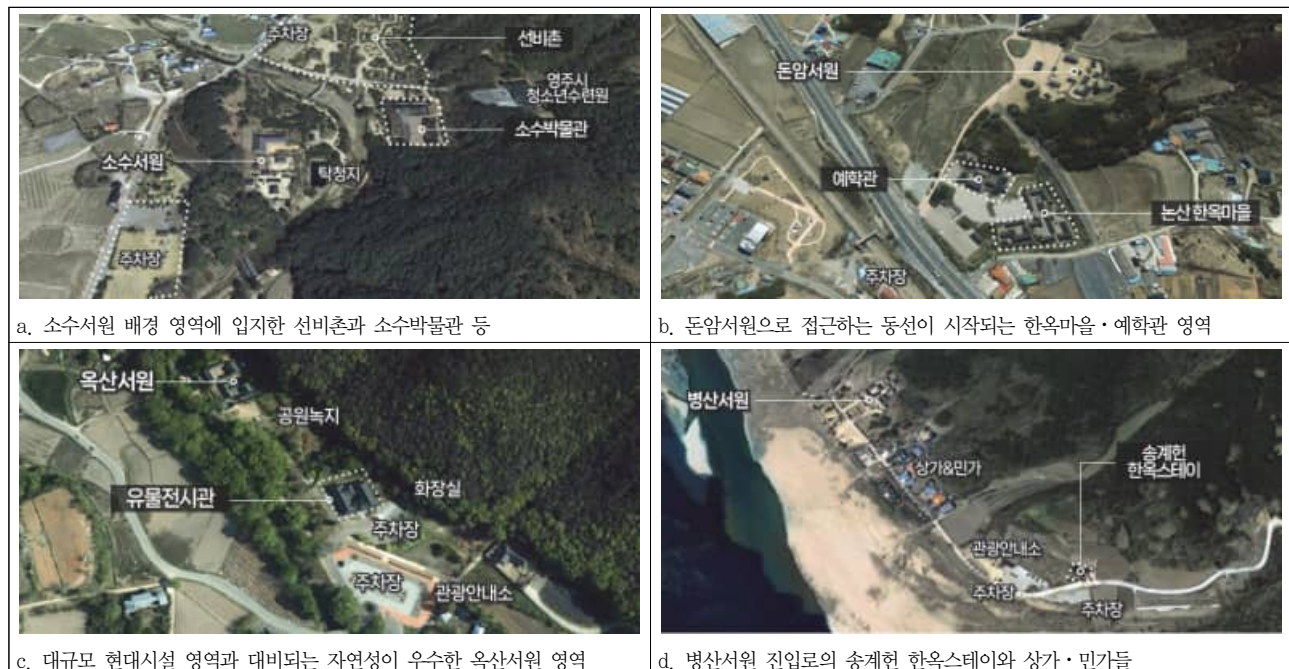 주차장
선비촌
영주시
청소년수련원
소수박물관
소수서원
탁청지
주차장
a. 소수서원 배경 영역에 입지한 선비촌과 소수박물관 등
돈암서원
예학관
논산 한옥마을
주차장
b. 돈암서원으로 접근하는 동선이 시작되는 한옥마을・예학관 영역
옥산서원
공원녹지
유물전시관
화장실
주차장
주차장
관광안내소
c. 대규모 현대시설 영역과 대비되는 자연성이 우수한 옥산서원 영역
병산서원
상가&민가
송계헌
한옥스테이
관광안내소
주차장
주차장
d. 병산서원 진입로의 송계헌 한옥스테이와 상가・민가들